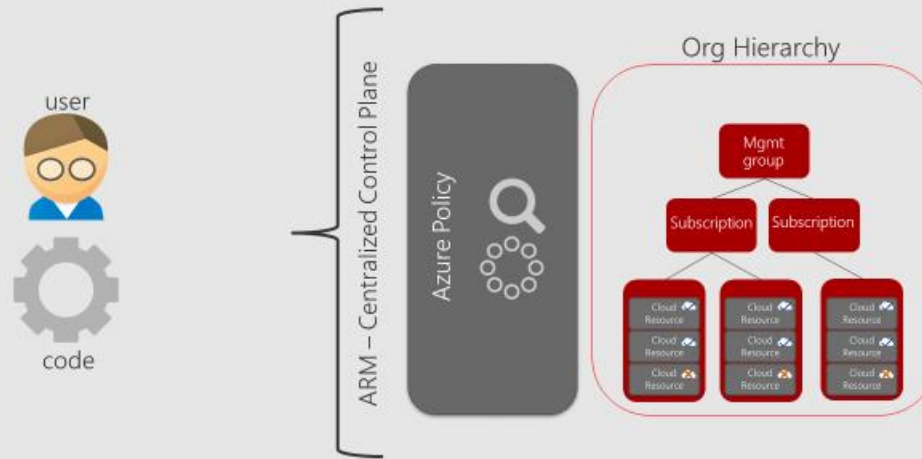 Org Hierarchy
user
code
ARM – Centralized Control Plane
Azure Policy
Mgmt
group
Subscription
Subscription
Cloud
Resource
Cloud
Resource
Cloud
Resource
Cloud
Resource
Cloud
Resource
Cloud
Resource
Cloud
Resource
Cloud
Resource
Cloud
Resource